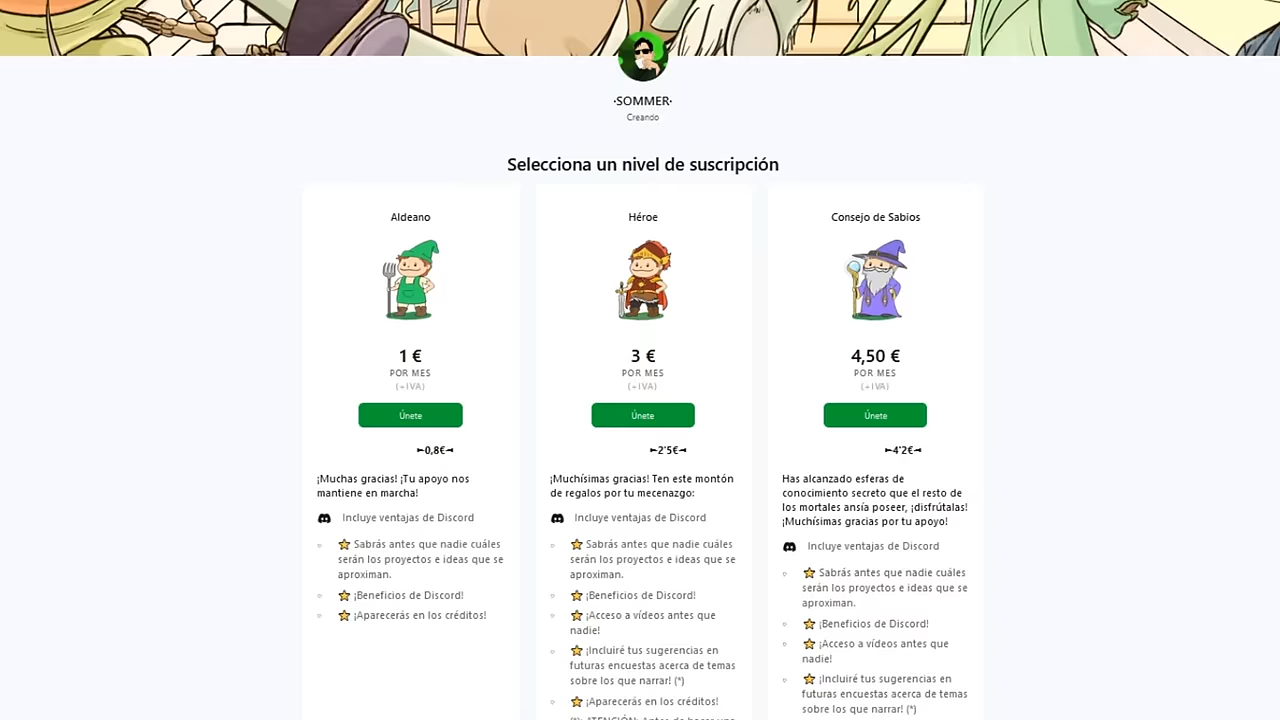 ·SOMMER·
Creando
Selecciona un nivel de suscripción
Aldeano
1 €
POR MES
(+IVA)
Únete
0,8€
¡Muchas gracias! ¡Tu apoyo nos
mantiene en marcha!
Incluye ventajas de Discord
⭐ Sabrás antes que nadie cuáles
serán los proyectos e ideas que se
aproximan.
⭐ ¡Beneficios de Discord!
⭐ ¡Aparecerás en los créditos!
Héroe
3 €
POR MES
(+IVA)
Únete
2'5€
¡Muchísimas gracias! Ten este montón
de regalos por tu mecenazgo:
Incluye ventajas de Discord
⭐ Sabrás antes que nadie cuáles
serán los proyectos e ideas que se
aproximan.
⭐ ¡Beneficios de Discord!
⭐ ¡Acceso a vídeos antes que
nadie!
⭐ ¡Incluiré tus sugerencias en
futuras encuestas acerca de temas
sobre los que narrar! (*)
⭐ ¡Aparecerás en los créditos!
Consejo de Sabios
4,50 €
POR MES
(+IVA)
Únete
4'2€
Has alcanzado esferas de
conocimiento secreto que el resto de
los mortales ansía poseer, ¡disfrútalas!
¡Muchísimas gracias por tu apoyo!
Incluye ventajas de Discord
⭐ Sabrás antes que nadie cuáles
serán los proyectos e ideas que se
aproximan.
⭐ ¡Beneficios de Discord!
⭐ ¡Acceso a vídeos antes que
nadie!
⭐ ¡Incluiré tus sugerencias en
futuras encuestas acerca de temas
sobre los que narrar! (*)